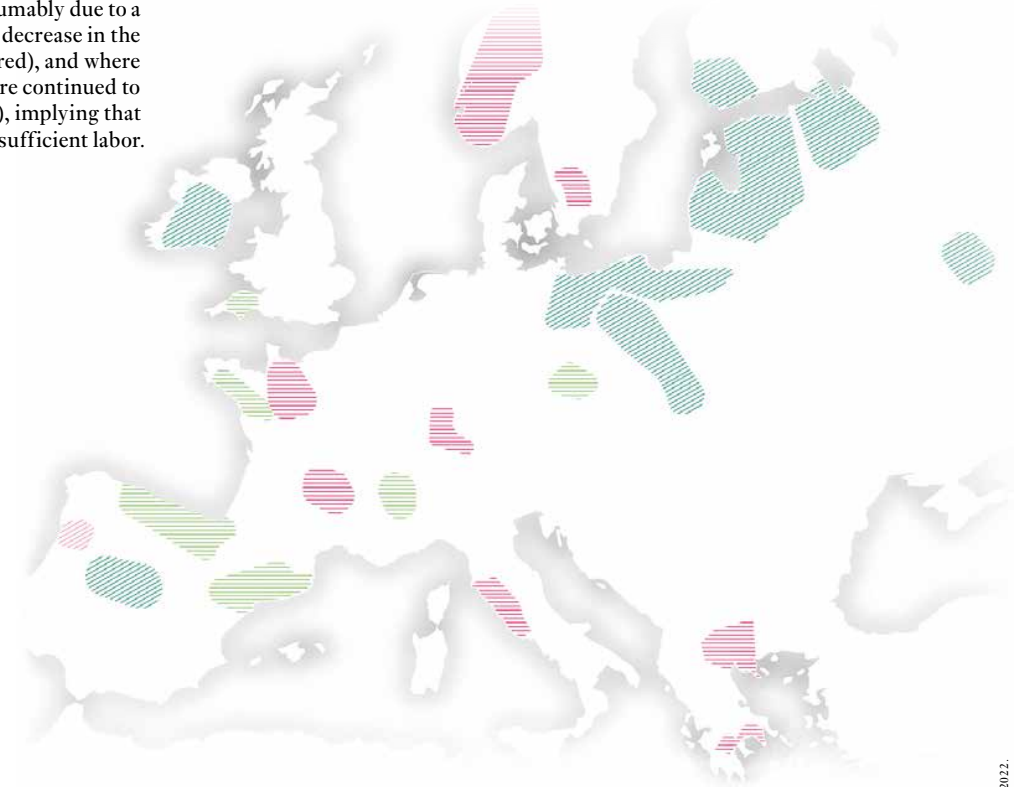 umably due to a
decrease in the
red), and where
re continued to
), implying that
sufficient labor.
2022.